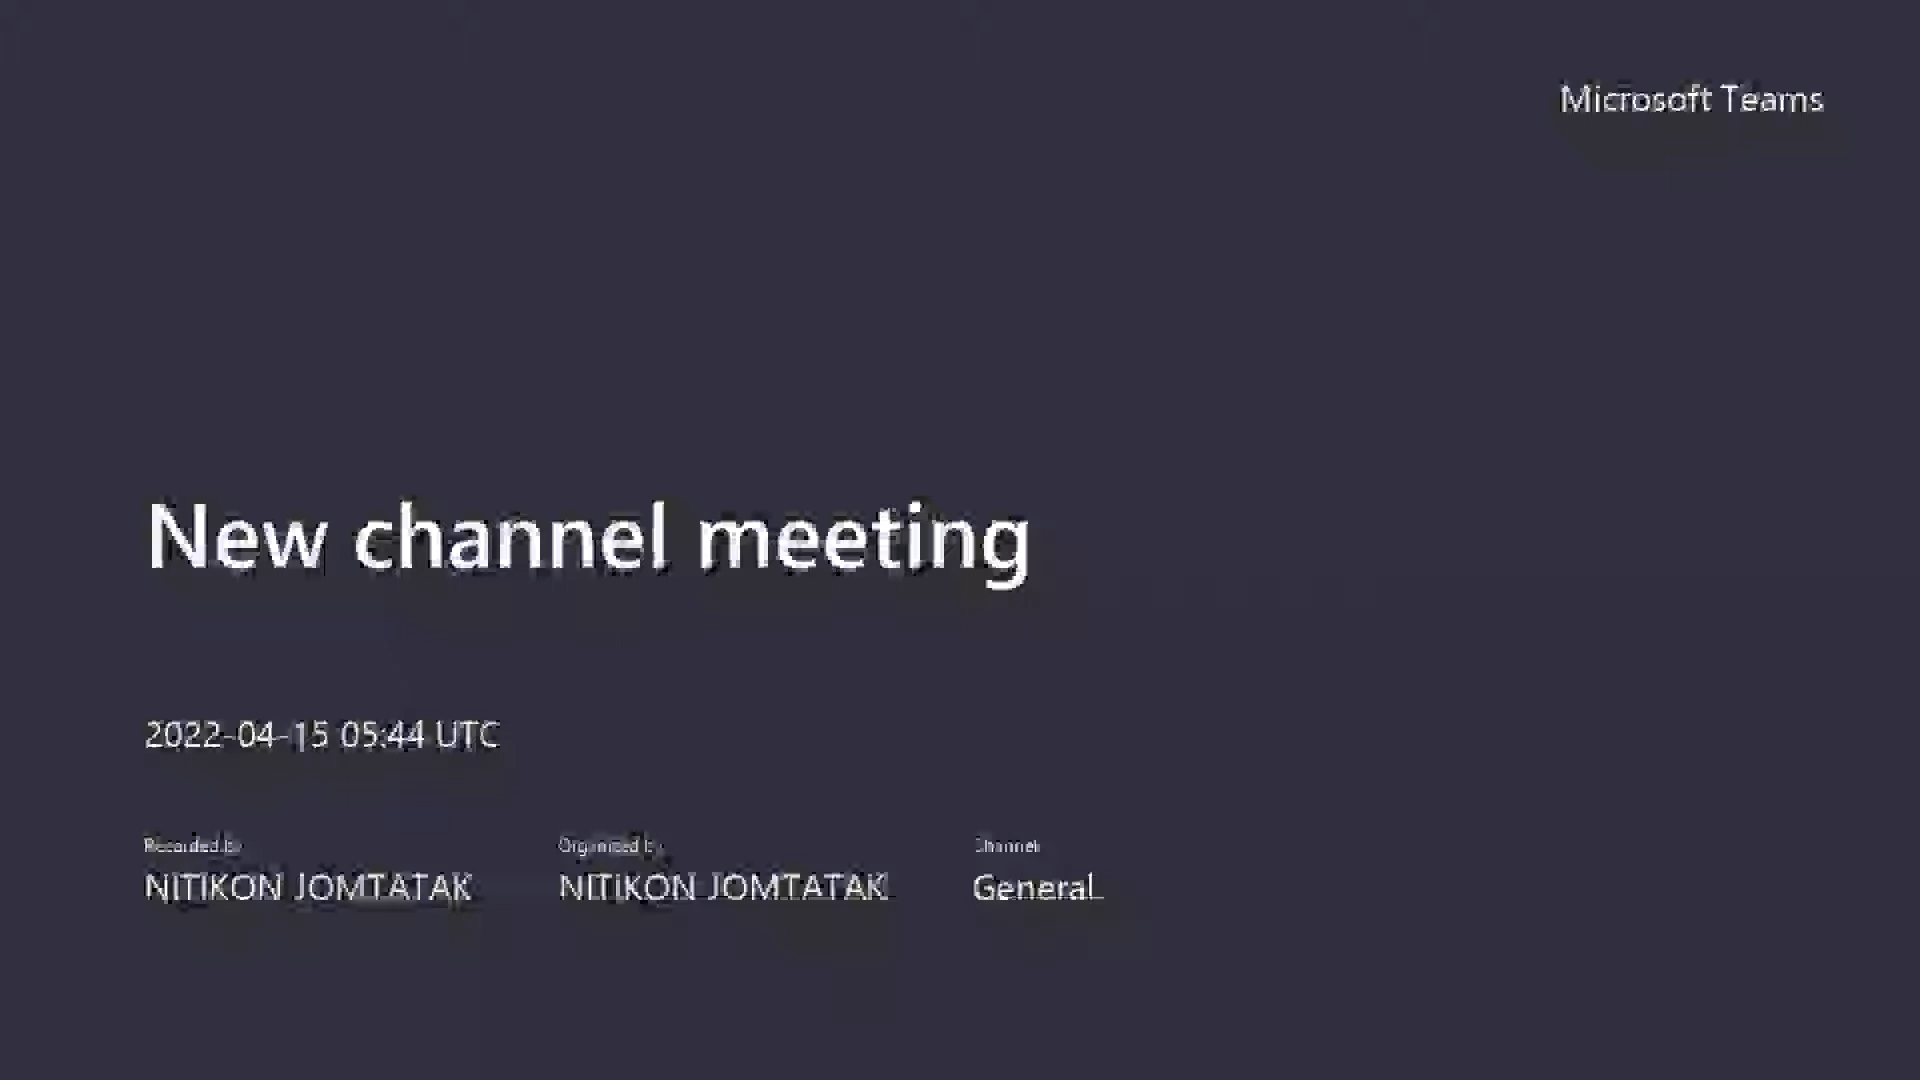 Microsoft Teams
New channel meeting
2022-04-15 05:44 UTC
Recorded by
Organized by
Channel
NITIKON JOMTATAK
NITIKON JOMTATAK
General